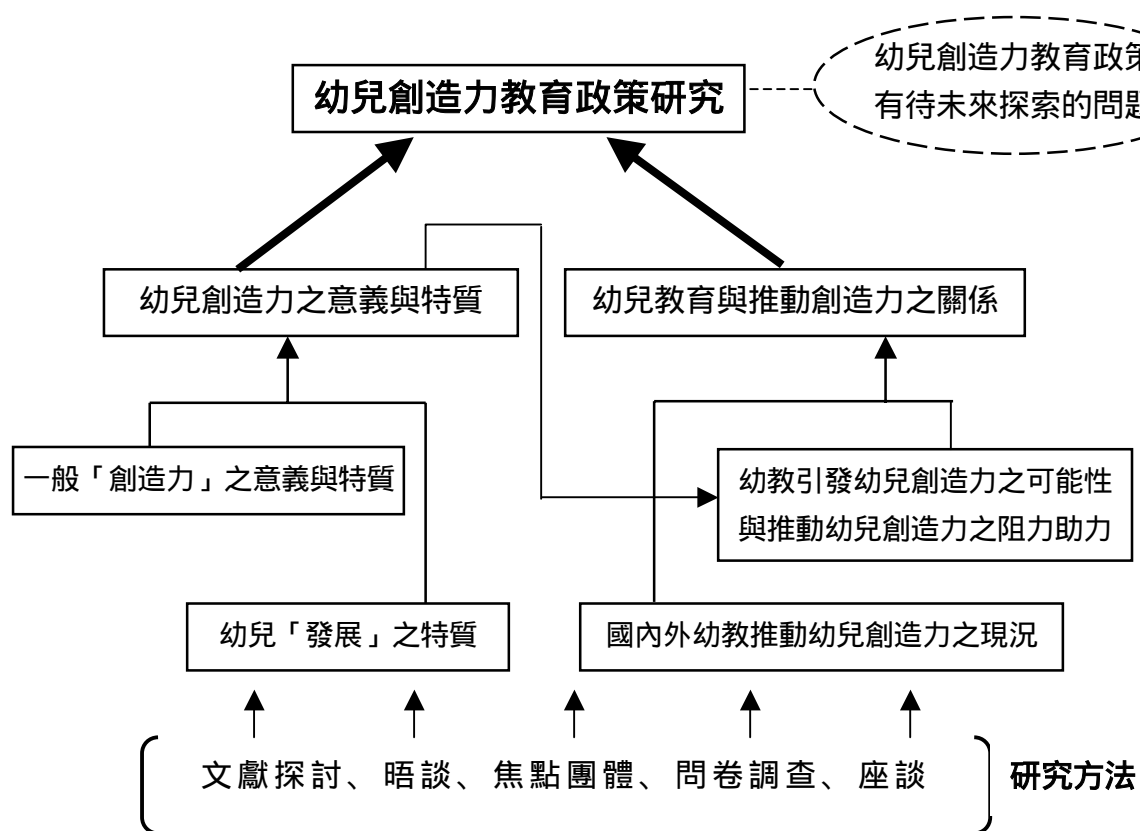 幼兒創造力教育政策
有待未來探索的問題
幼兒創造力教育政策研究
幼兒創造力之意義與特質
幼兒教育與推動創造力之關係
一般「創造力」之意義與特質
幼教引發幼兒創造力之可能性
與推動幼兒創造力之阻力助力
幼兒「發展」之特質
國內外幼教推動幼兒創造力之現況
文獻探討、晤談、焦點團體、問卷調查、座談
研究方法